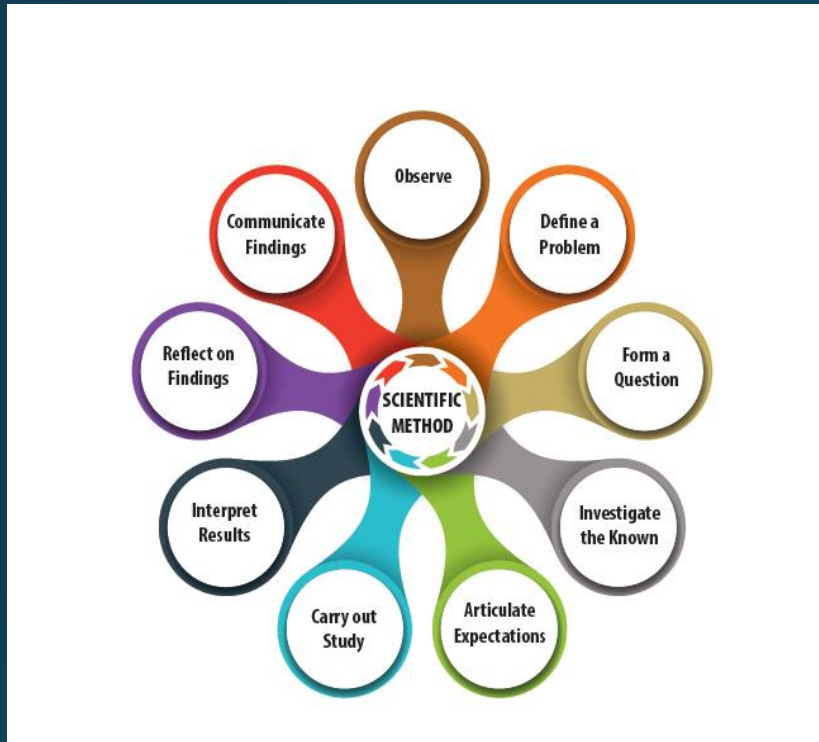 Observe
Define a
Problem
Form a
Question
Investigate
the Known
Articulate
Expectations
Carry out
Study
Interpret
Results
Reflect on
Findings
Communicate
Findings
SCIENTIFIC
METHOD